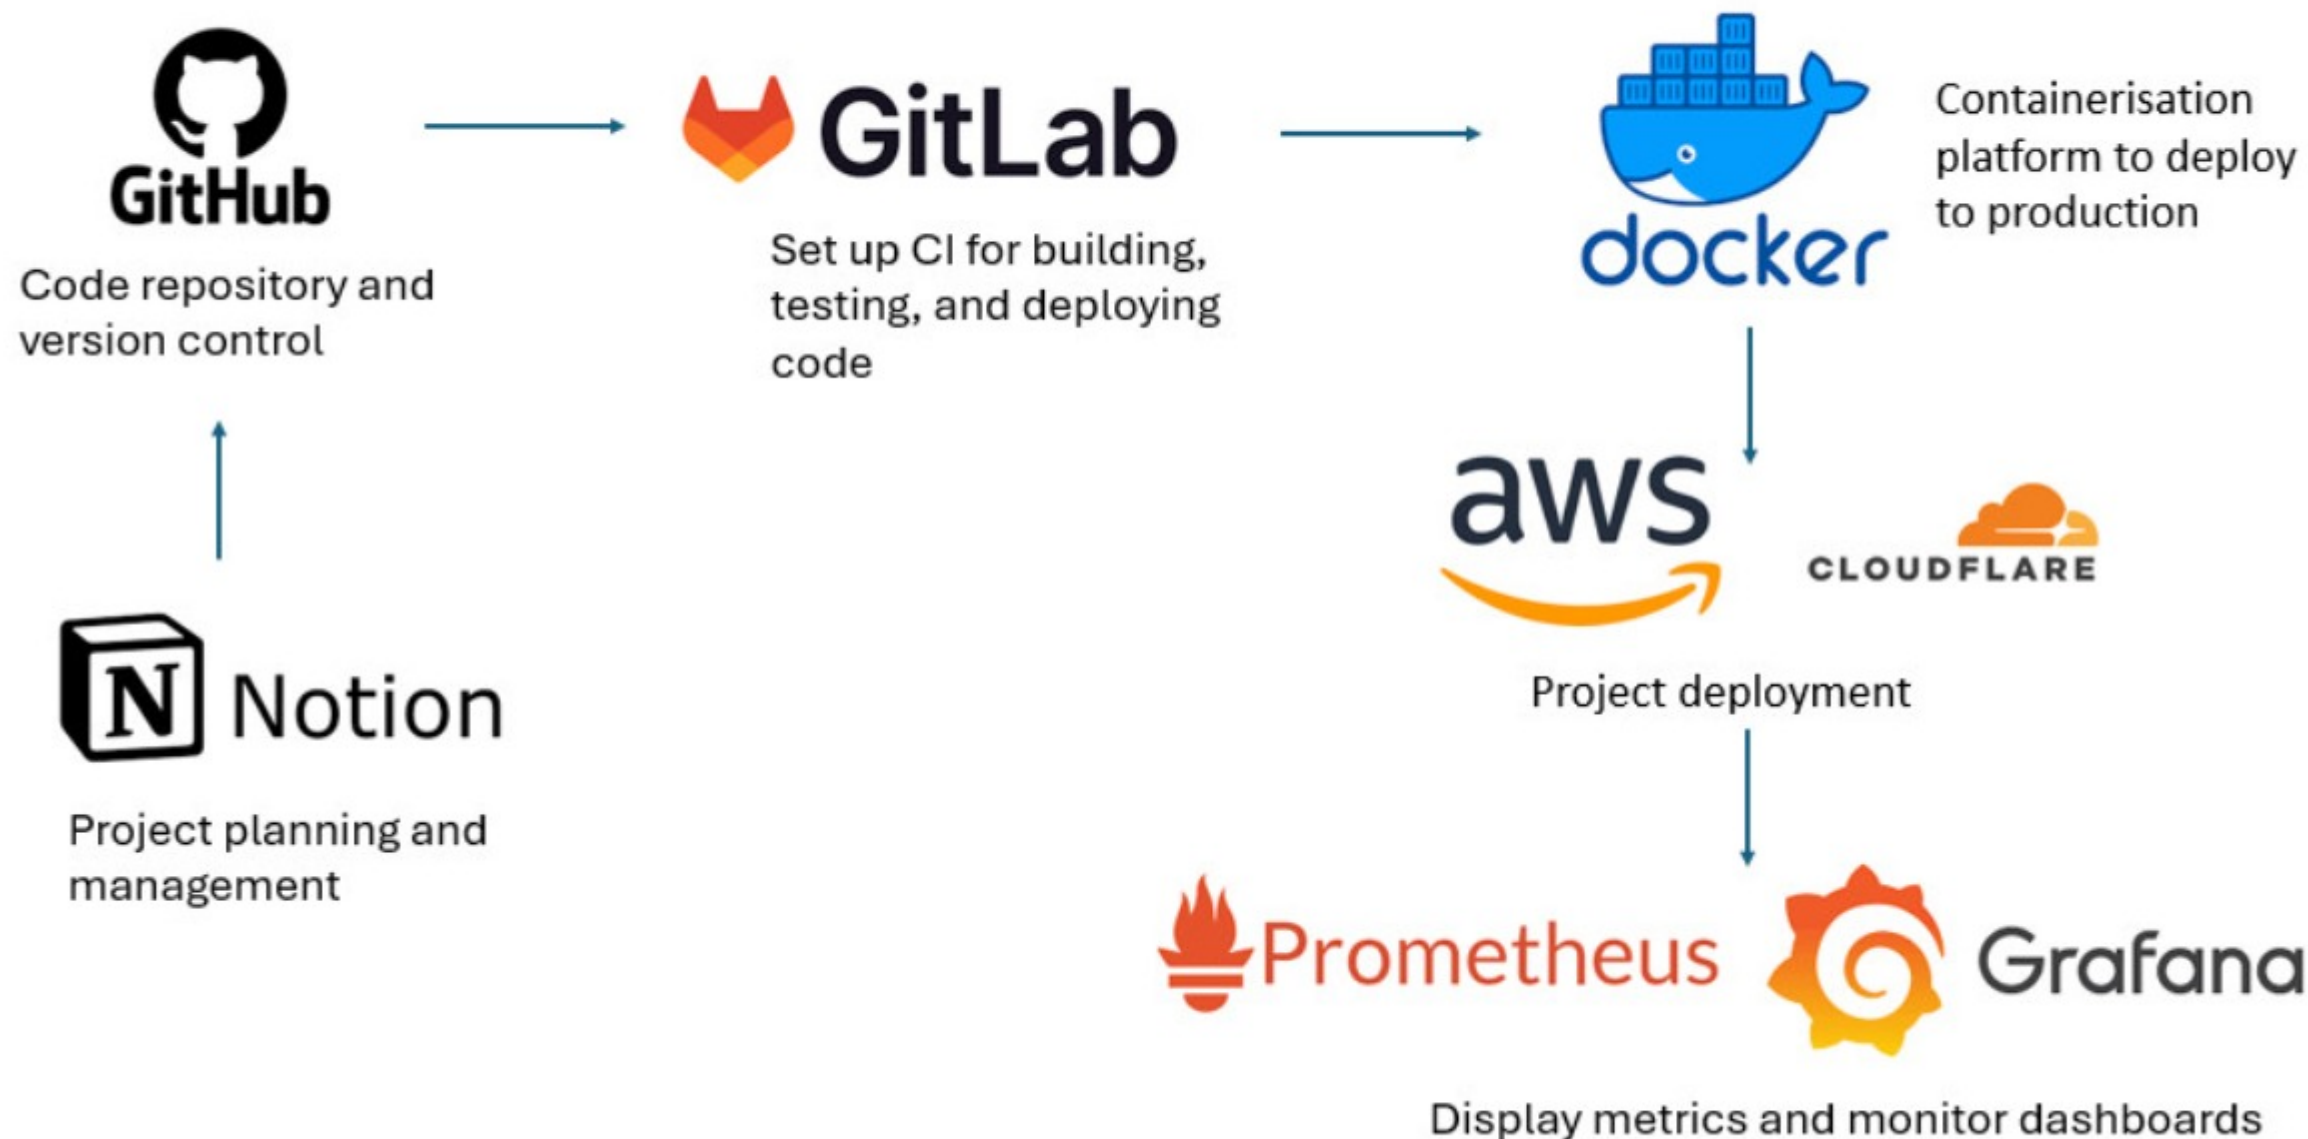 GitHub
Code repository and
version control
GitLab
Set up CI for building,
testing, and deploying
code
docker
Containerisation
platform to deploy
to production
aws
CLOUDFLARE
Project deployment
N Notion
Project planning and
management
Prometheus
Grafana
Display metrics and monitor dashboards